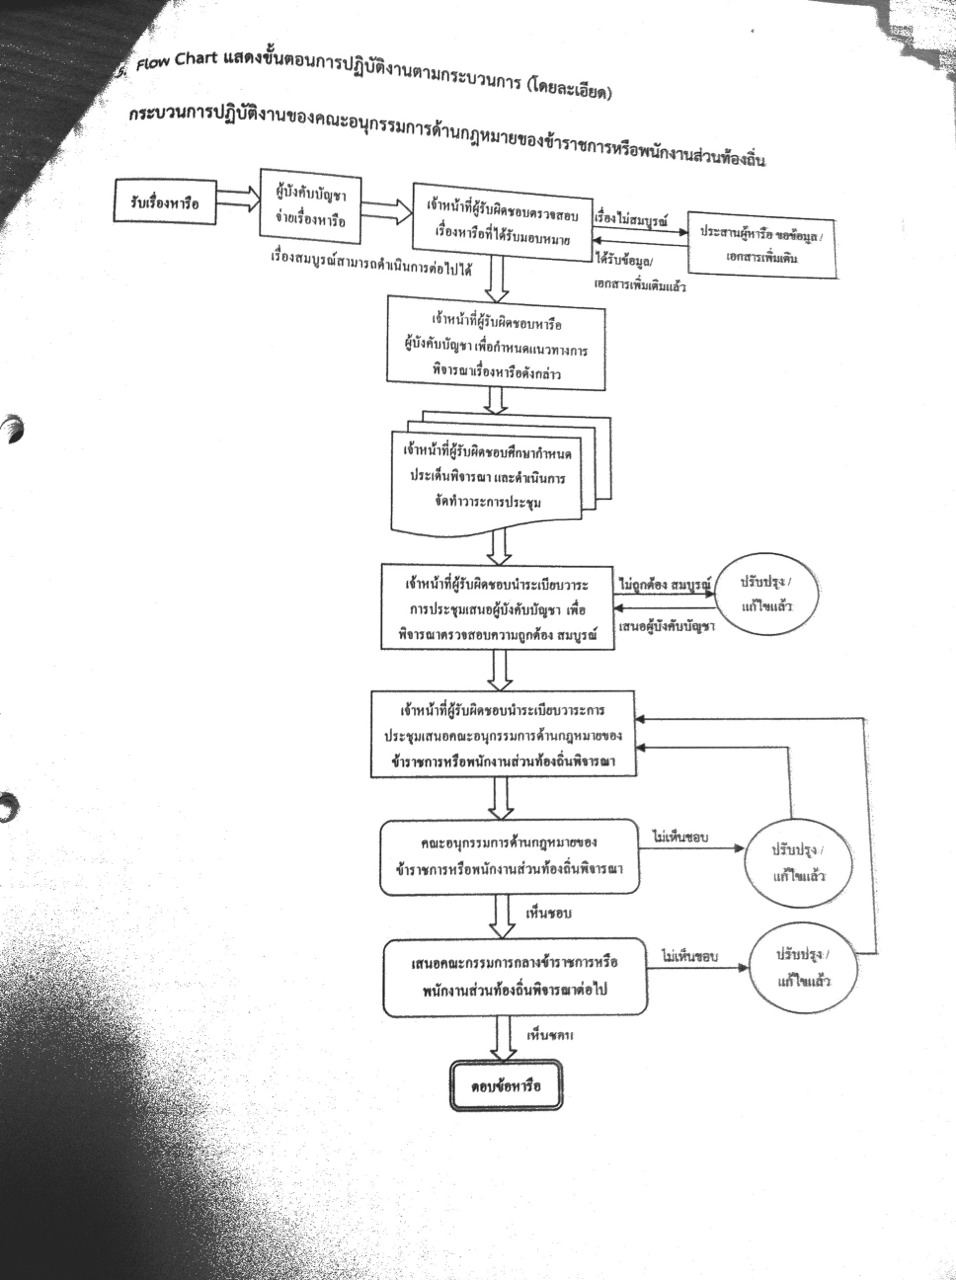 5. Flow Chart แสดงขั้นตอนการปฏิบัติงานตามกระบวนการ (โดยละเอียด)
กระบวนการปฏิบัติงานของคณะอนุกรรมการด้านกฎหมายของข้าราชการหรือพนักงานส่วนท้องถิ่น
รับเรื่องหารือ
ผู้บังคับบัญชา
จ่ายเรื่องหารือ
เจ้าหน้าที่ผู้รับผิดชอบตรวจสอบ
เรื่องหารือที่ได้รับมอบหมาย
เรื่องไม่สมบูรณ์
ประสานผู้หารือ ขอข้อมูล /
เอกสารเพิ่มเติม
ได้รับข้อมูล/
เอกสารเพิ่มเติมแล้ว
เรื่องสมบูรณ์สามารถดำเนินการต่อไปได้
เจ้าหน้าที่ผู้รับผิดชอบหารือ
ผู้บังคับบัญชา เพื่อกำหนดแนวทางการ
พิจารณาเรื่องหารือดังกล่าว
เจ้าหน้าที่ผู้รับผิดชอบศึกษากำหนด
ประเด็นพิจารณา และดำเนินการ
จัดทำวาระการประชุม
เจ้าหน้าที่ผู้รับผิดชอบนำระเบียบวาระ
การประชุมเสนอผู้บังคับบัญชา เพื่อ
พิจารณาตรวจสอบความถูกต้อง สมบูรณ์
ไม่ถูกต้อง สมบูรณ์
เสนอผู้บังคับบัญชา
ปรับปรุง /
แก้ไขแล้ว
เจ้าหน้าที่ผู้รับผิดชอบนำระเบียบวาระการ
ประชุมเสนอคณะอนุกรรมการด้านกฎหมายของ
ข้าราชการหรือพนักงานส่วนท้องถิ่นพิจารณา
คณะอนุกรรมการด้านกฎหมายของ
ข้าราชการหรือพนักงานส่วนท้องถิ่นพิจารณา
ไม่เห็นชอบ
ปรับปรุง /
แก้ไขแล้ว
เห็นชอบ
เสนอคณะกรรมการกลางข้าราชการหรือ
พนักงานส่วนท้องถิ่นพิจารณาต่อไป
ไม่เห็นชอบ
ปรับปรุง /
แก้ไขแล้ว
เห็นชอบ
ตอบข้อหารือ